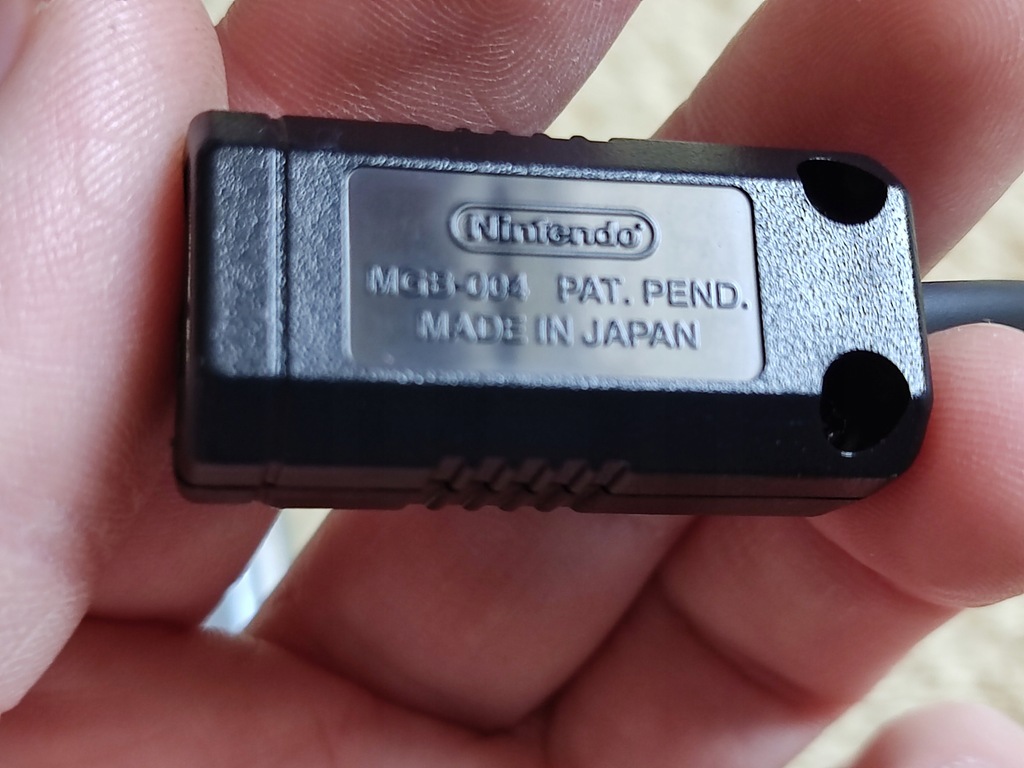 Nintendo
MGB-004 PAT. PEND.
MADE IN JAPAN